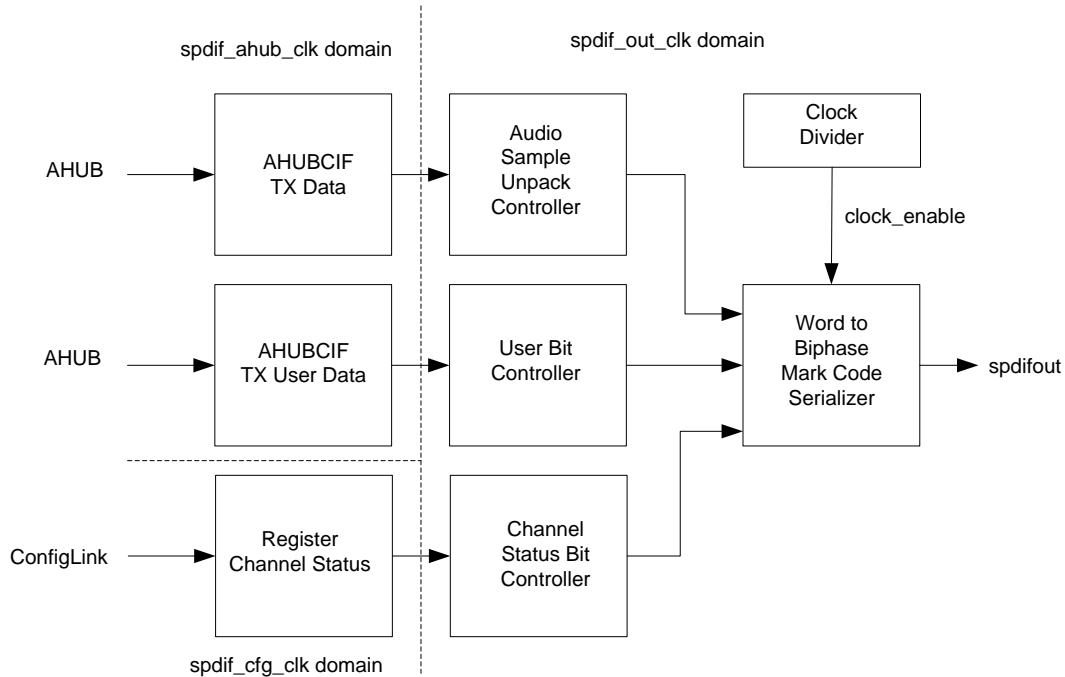 spdif_ahub_clk domain
spdif_out_clk domain
AHUB
AHUBCIF
TX Data
Audio
Sample
Unpack
Controller
Clock
Divider
clock_enable
AHUB
AHUBCIF
TX User Data
User Bit
Controller
Word to
Biphase
Mark Code
Serializer
spdifout
ConfigLink
Register
Channel Status
Channel
Status Bit
Controller
spdif_cfg_clk domain